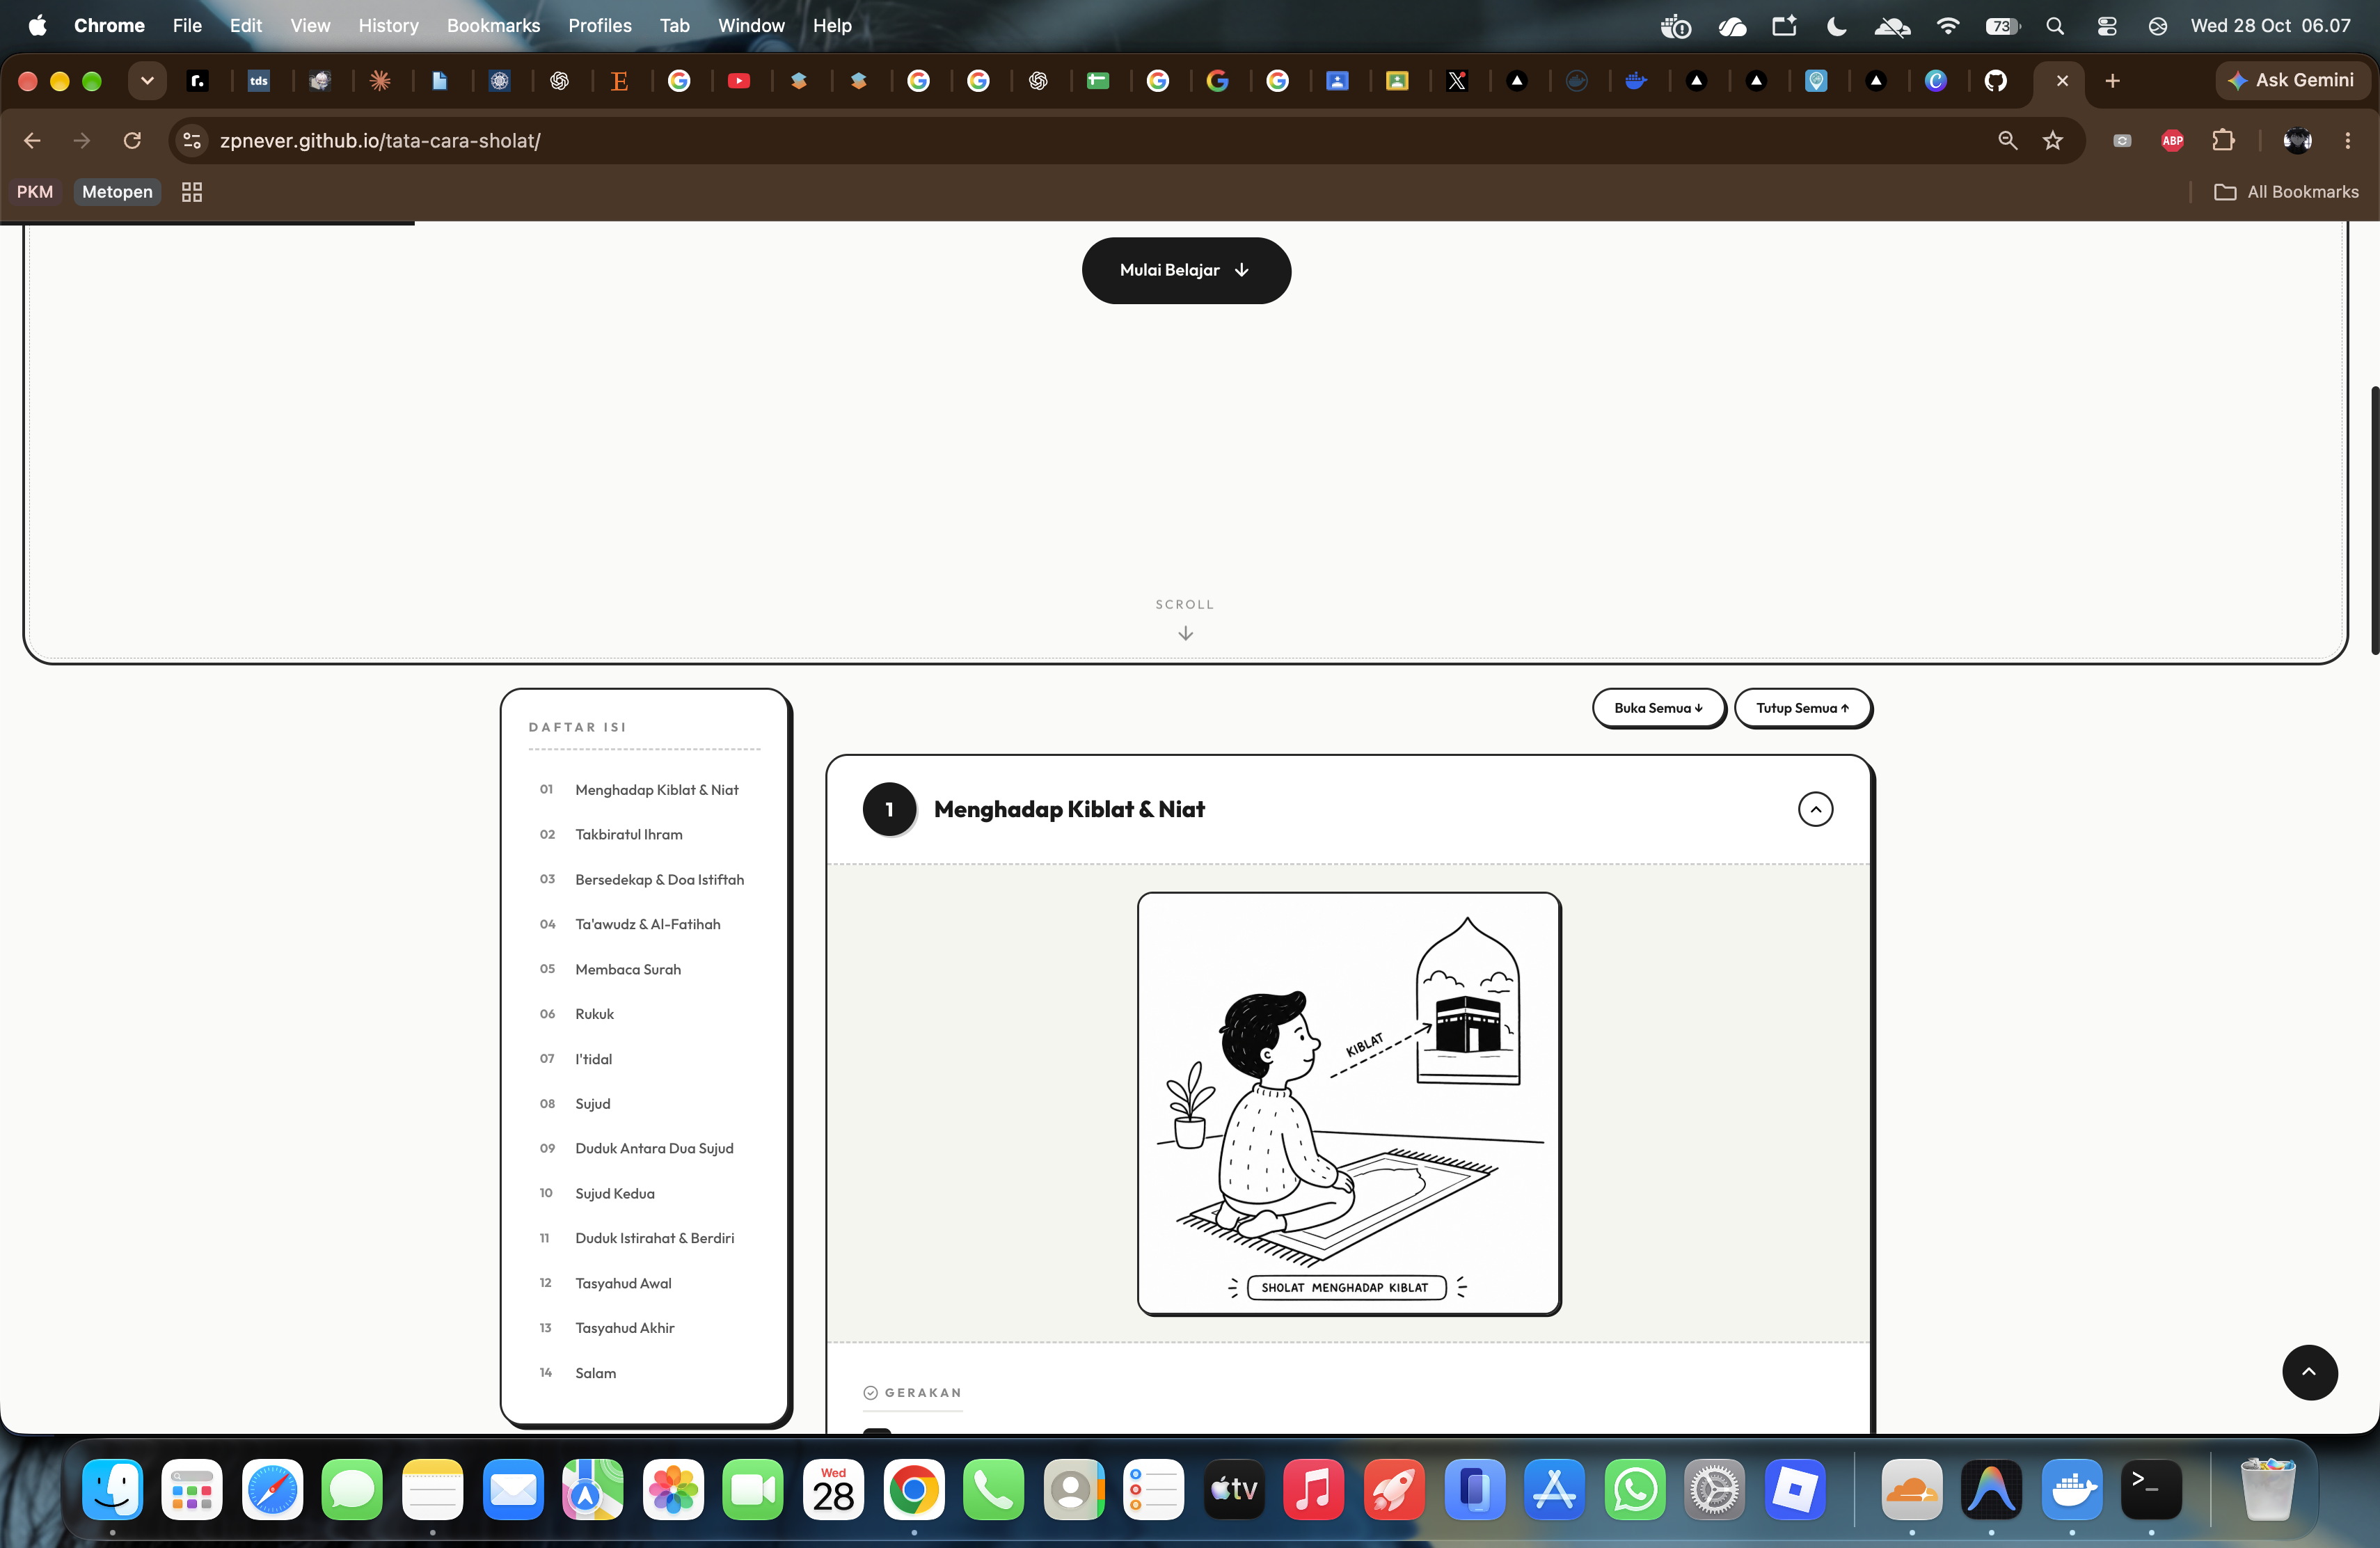 Chrome File Edit View History Bookmarks Profiles Tab Window Help 73 Wed 28 Oct 06.07
r. tds Ask Gemini
zpnever.github.io/tata-cara-sholat/ ABP
PKM Metopen All Bookmarks
Mulai Belajar ↓
SCROLL
↓
Buka Semua ↓ Tutup Semua ↑
DAFTAR ISI
01 Menghadap Kiblat & Niat
02 Takbiratul Ihram
03 Bersedekap & Doa Istiftah
04 Ta'awudz & Al-Fatihah
05 Membaca Surah
06 Rukuk
07 I'tidal
08 Sujud
09 Duduk Antara Dua Sujud
10 Sujud Kedua
11 Duduk Istirahat & Berdiri
12 Tasyahud Awal
13 Tasyahud Akhir
14 Salam
1 Menghadap Kiblat & Niat
KIBLAT
SHOLAT MENGHADAP KIBLAT
GERAKAN
Wed
28
tv
>_